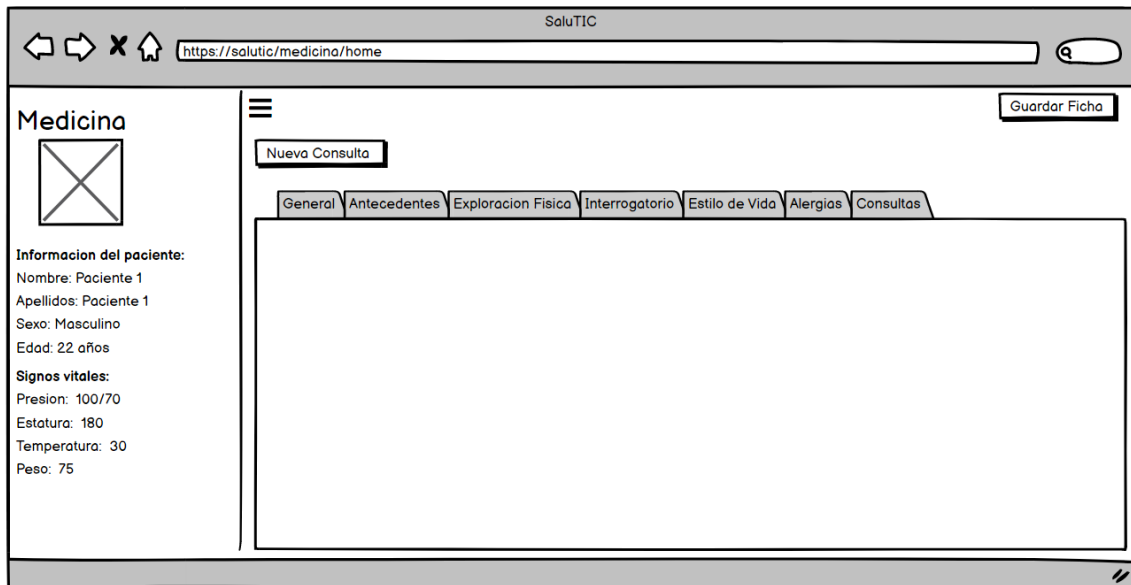 SaluTIC
https://salutic/medicina/home
Medicina
Informacion del paciente:
Nombre: Paciente 1
Apellidos: Paciente 1
Sexo: Masculino
Edad: 22 años
Signos vitales:
Presion: 100/70
Estatura: 180
Temperatura: 30
Peso: 75
Guardar Ficha
Nueva Consulta
General Antecedentes Exploracion Fisica Interrogatorio Estilo de Vida Alergias Consultas